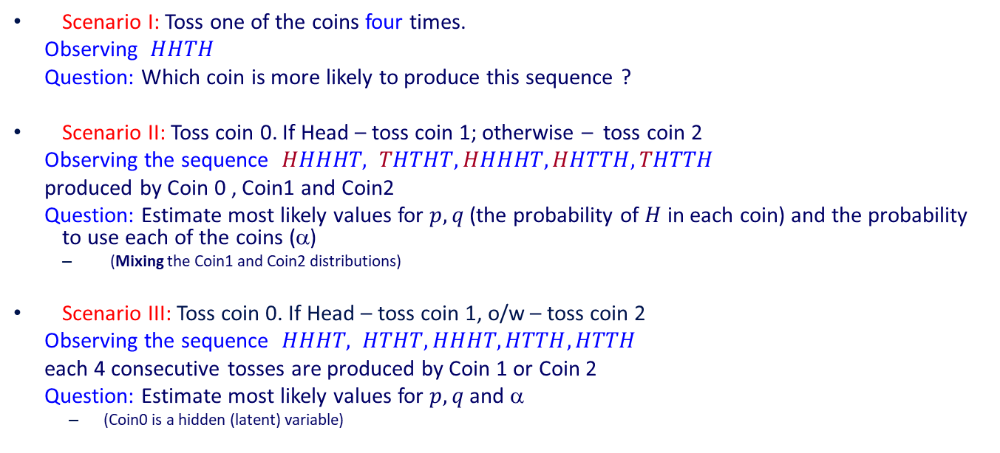 • Scenario I: Toss one of the coins four times.
Observing HHTH
Question: Which coin is more likely to produce this sequence ?
• Scenario II: Toss coin 0. If Head – toss coin 1; otherwise – toss coin 2
Observing the sequence HHHHT, THTHT, HHHHT, HHTTH, THTTH
produced by Coin 0 , Coin1 and Coin2
Question: Estimate most likely values for p, q (the probability of H in each coin) and the probability
to use each of the coins (α)
– (Mixing the Coin1 and Coin2 distributions)
• Scenario III: Toss coin 0. If Head – toss coin 1, o/w – toss coin 2
Observing the sequence HHHT, HTHT, HHHT, HTTH, HTTH
each 4 consecutive tosses are produced by Coin 1 or Coin 2
Question: Estimate most likely values for p, q and α
– (Coin0 is a hidden (latent) variable)